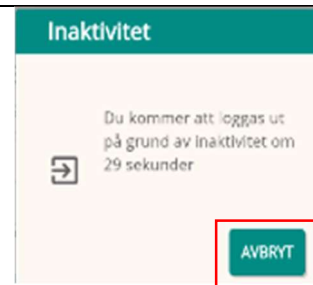 Inaktivitet
Du kommer att loggas ut
på grund av inaktivitet om
29 sekunder
AVBRYT